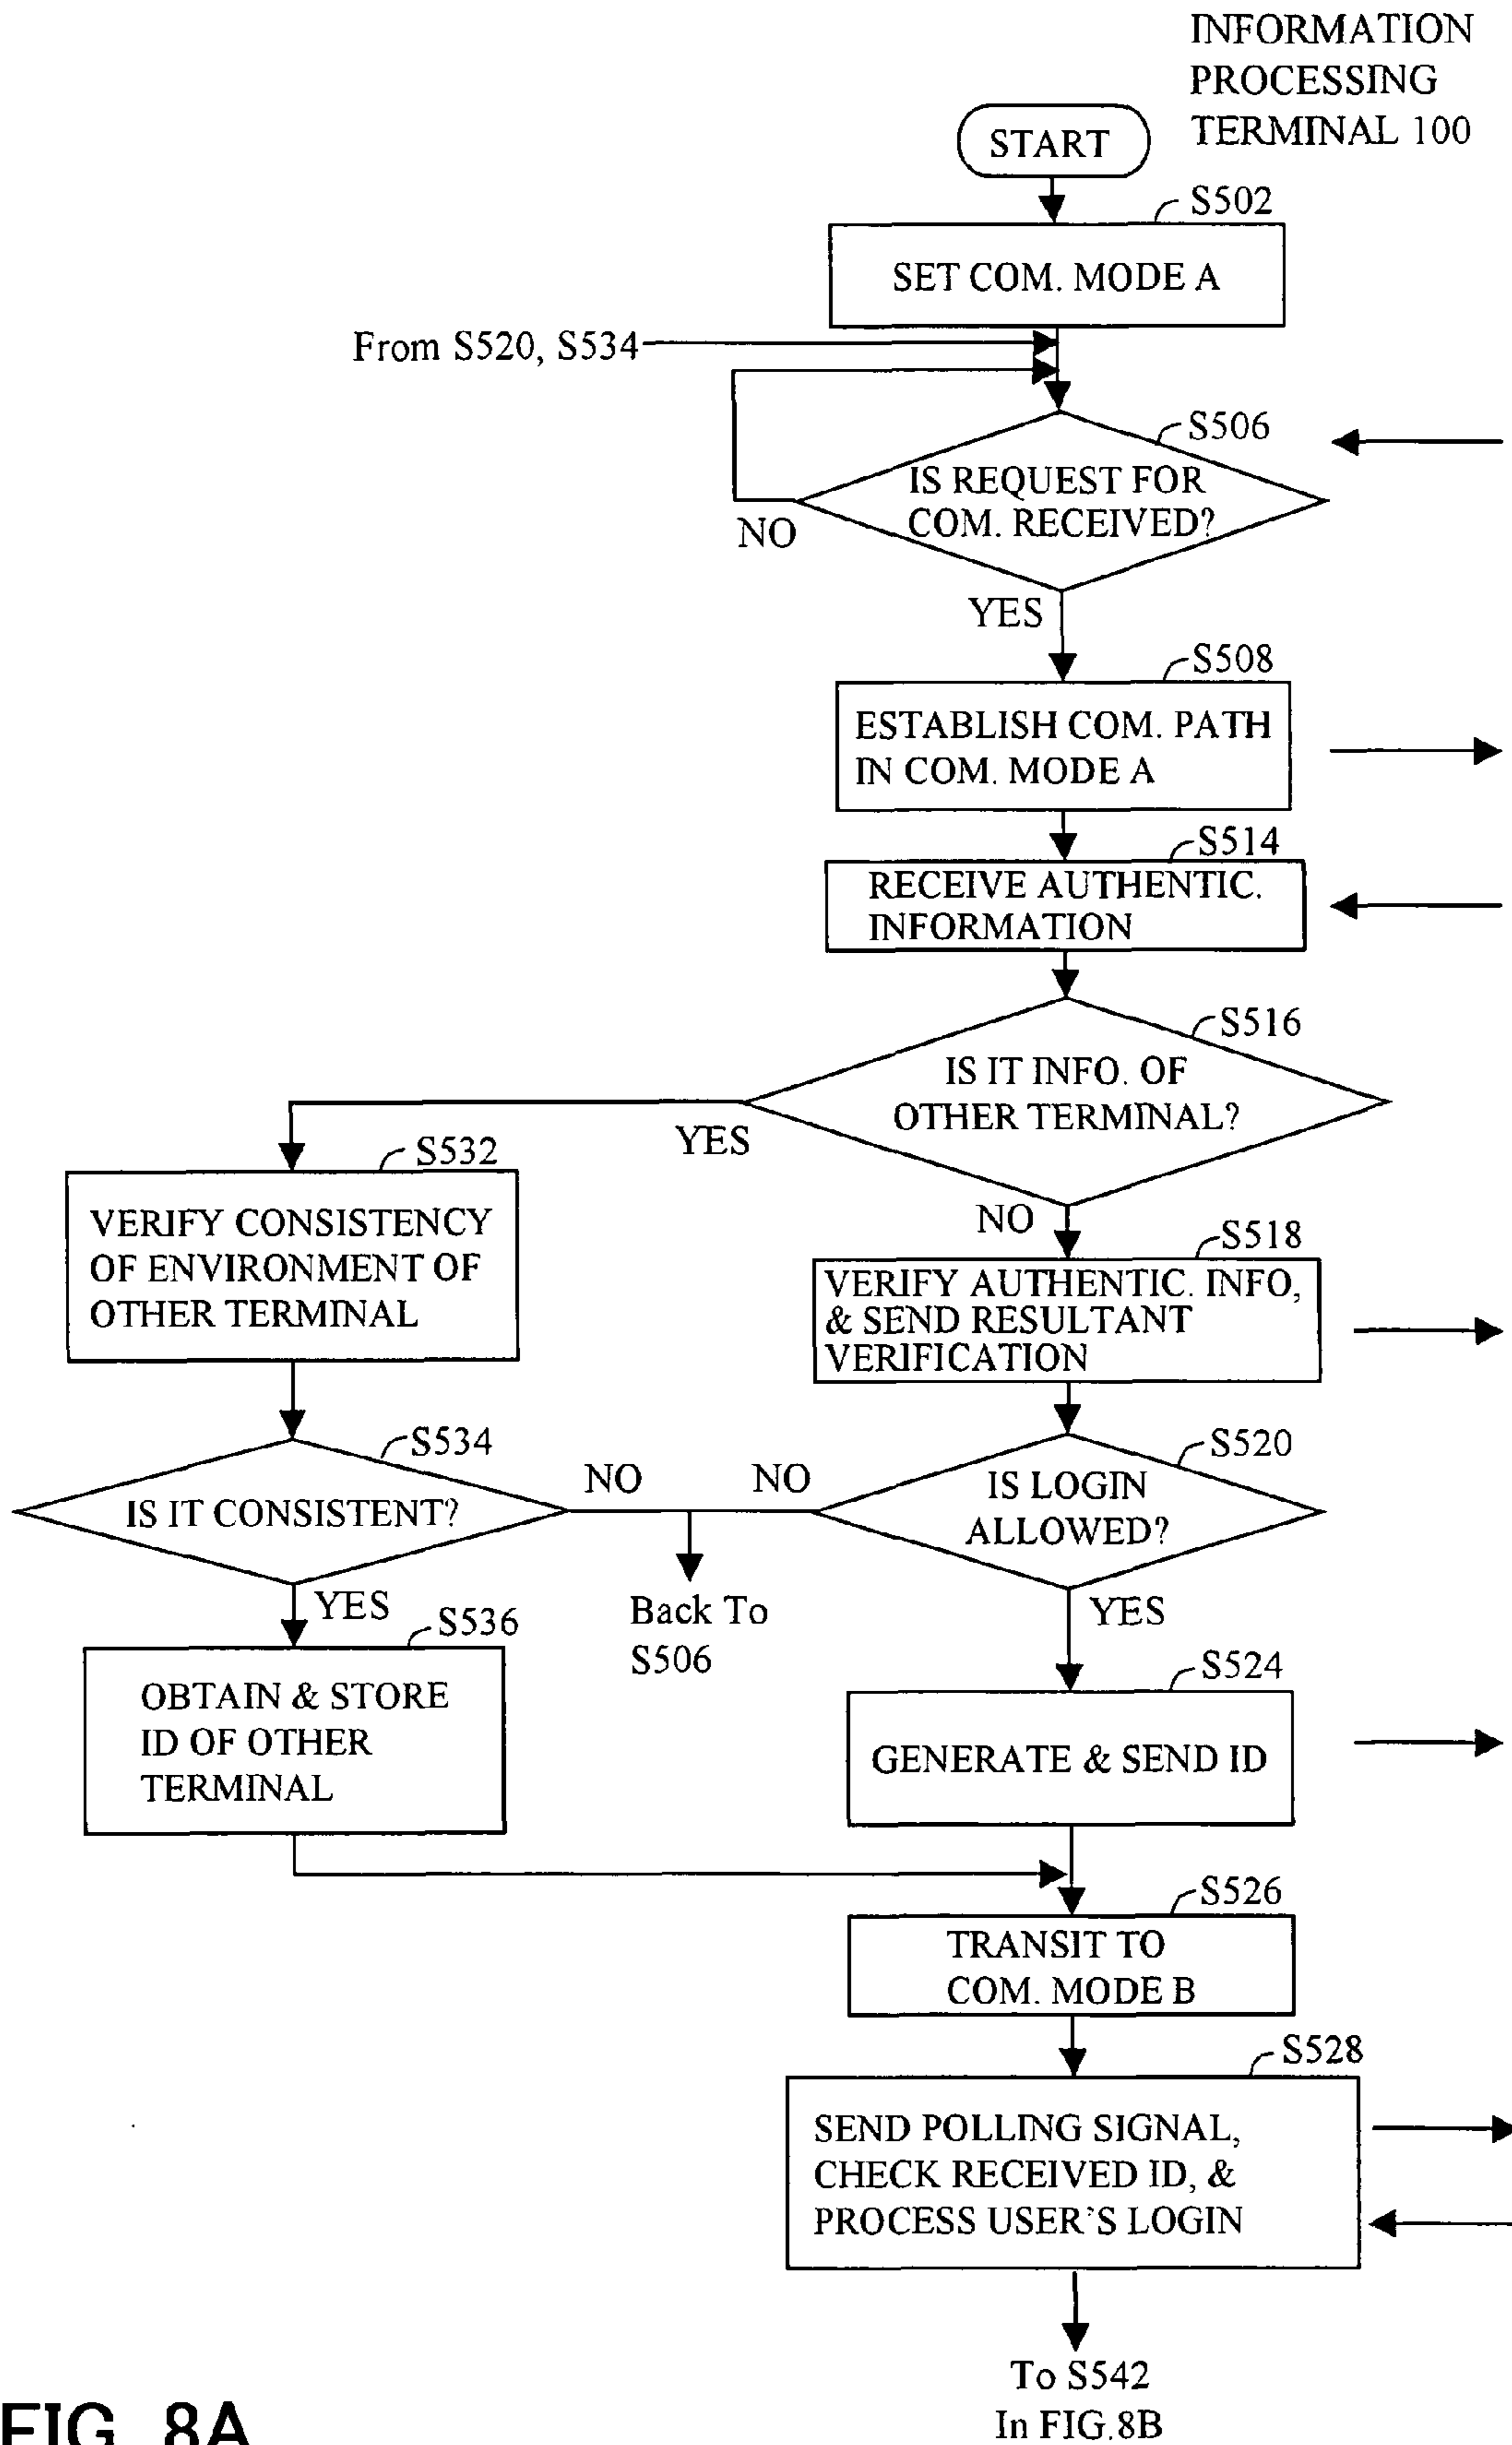 INFORMATION
PROCESSING
TERMINAL 100
START
S502
SET COM. MODE A
From S520, S534
S506
IS REQUEST FOR
COM. RECEIVED?
NO
YES
S508
ESTABLISH COM. PATH
IN COM. MODE A
S514
RECEIVE AUTHENTIC.
INFORMATION
S516
IS IT INFO. OF
OTHER TERMINAL?
YES
NO
S532
VERIFY CONSISTENCY
OF ENVIRONMENT OF
OTHER TERMINAL
S518
VERIFY AUTHENTIC. INFO,
& SEND RESULTANT
VERIFICATION
S534
IS IT CONSISTENT?
NO
NO
S520
IS LOGIN
ALLOWED?
YES
Back To
S506
YES
S536
OBTAIN & STORE
ID OF OTHER
TERMINAL
S524
GENERATE & SEND ID
S526
TRANSIT TO
COM. MODE B
S528
SEND POLLING SIGNAL,
CHECK RECEIVED ID, &
PROCESS USER'S LOGIN
To S542
In FIG.8B
FIG. 8A